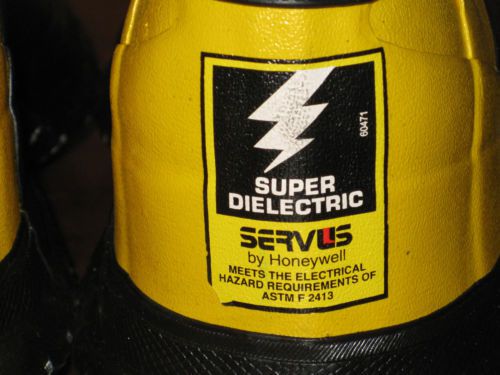 60471
SUPER
DIELECTRIC
SERVUS
by Honeywell
MEETS THE ELECTRICAL
HAZARD REQUIREMENTS OF
ASTM F 2413